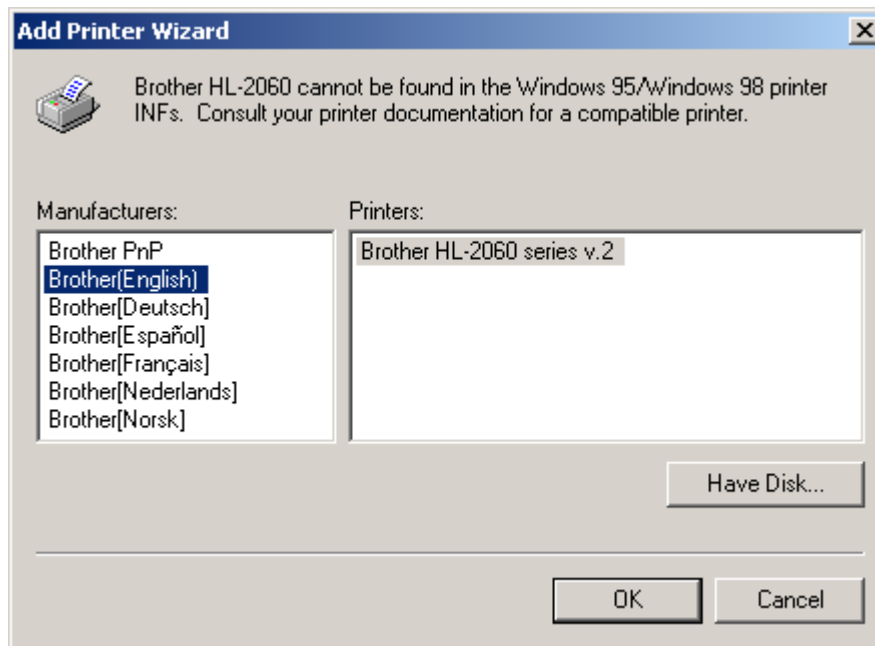 Add Printer Wizard
Brother HL-2060 cannot be found in the Windows 95/Windows 98 printer
INFs. Consult your printer documentation for a compatible printer.
Manufacturers:
Printers:
Brother PnP
Brother(English)
Brother[Deutsch]
Brother[Español]
Brother[Français]
Brother[Nederlands]
Brother[Norsk]
Brother HL-2060 series v.2
Have Disk...
OK
Cancel